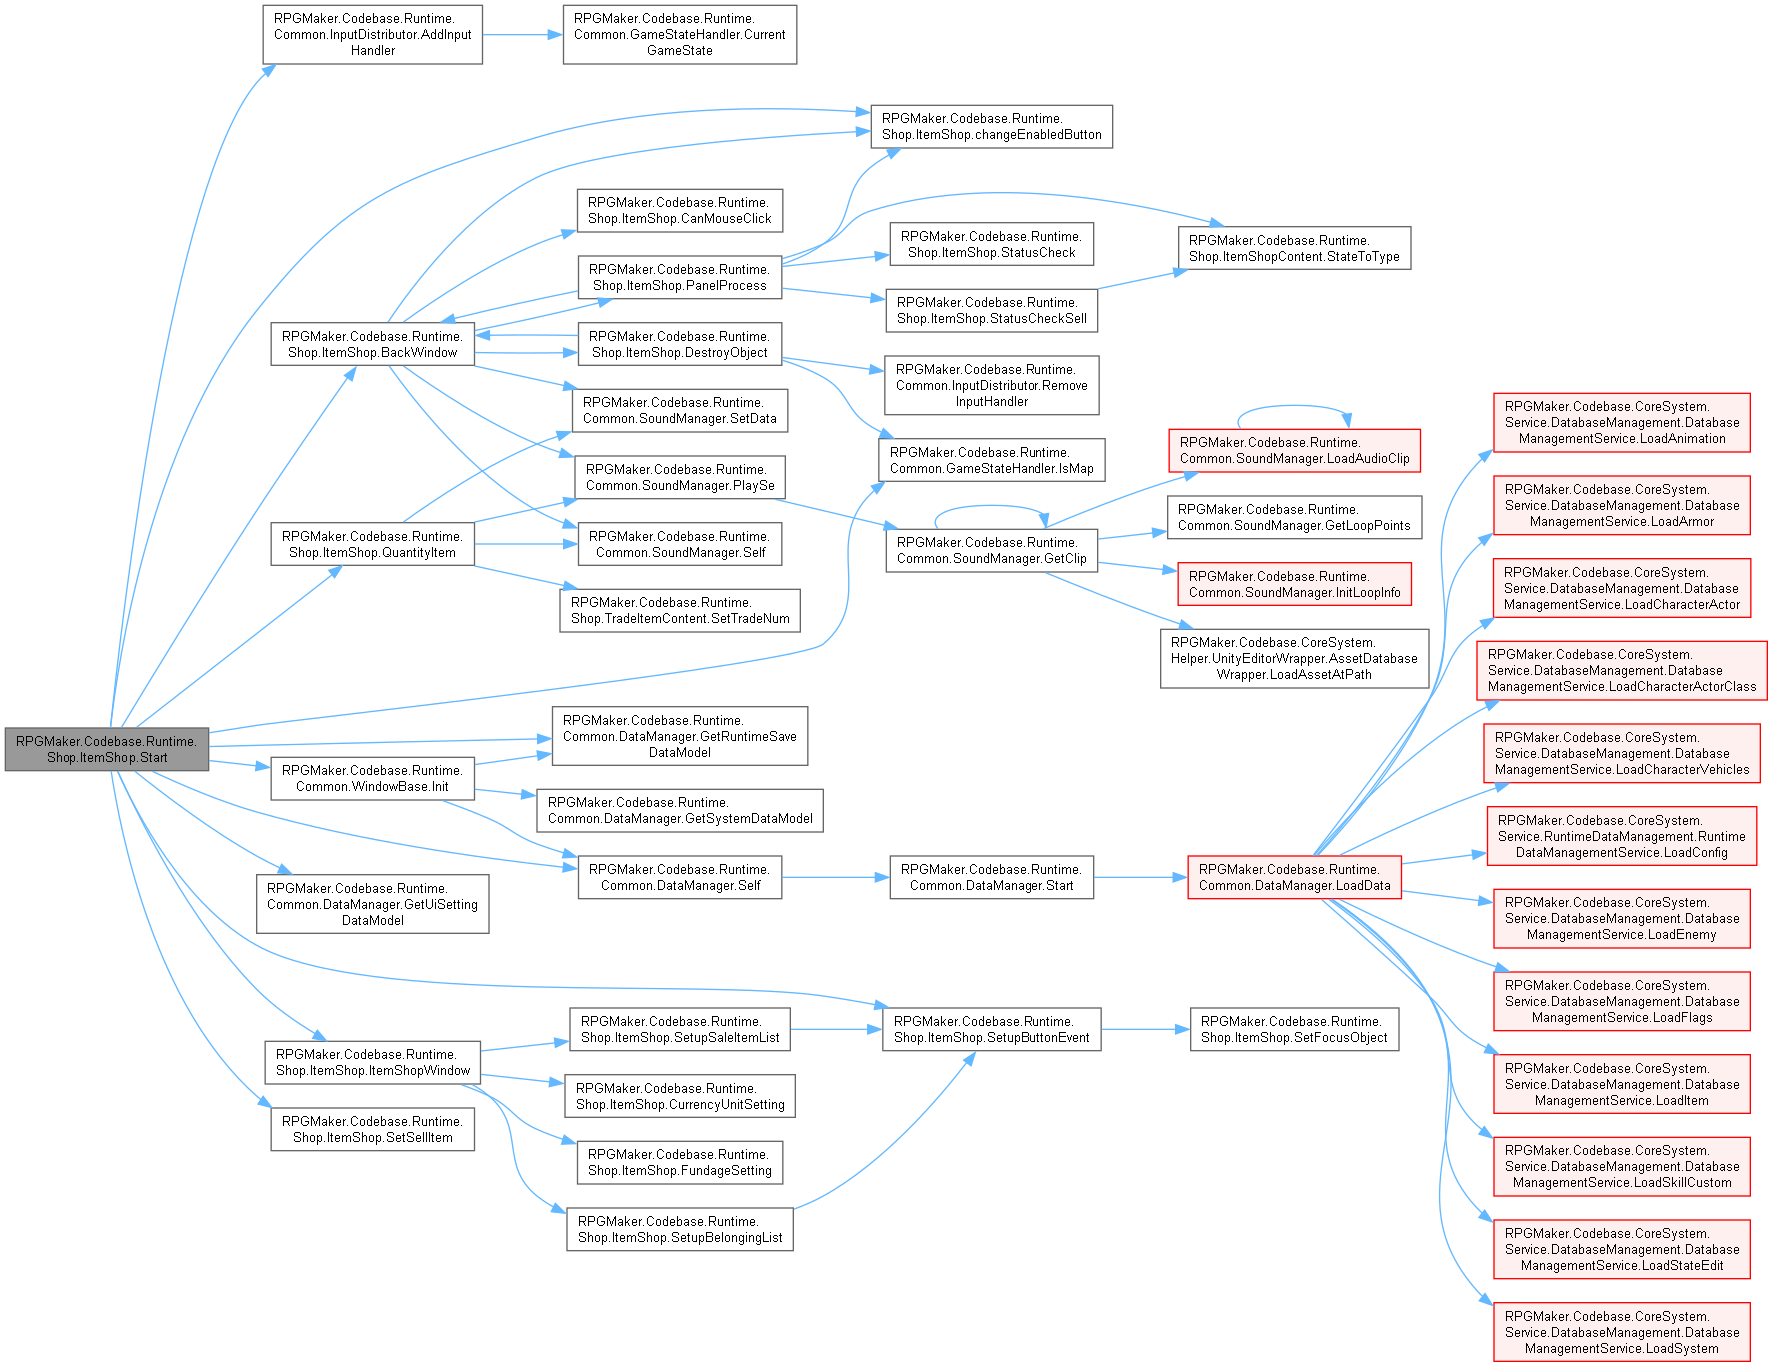 RPGMaker.Codebase.Runtime.
Shop.ItemShop.Start
RPGMaker.Codebase.Runtime.
Common.InputDistributor.AddInput
Handler
RPGMaker.Codebase.Runtime.
Common.GameStateHandler.Current
GameState
RPGMaker.Codebase.Runtime.
Shop.ItemShop.BackWindow
RPGMaker.Codebase.Runtime.
Shop.ItemShop.changeEnabledButton
RPGMaker.Codebase.Runtime.
Shop.ItemShop.CanMouseClick
RPGMaker.Codebase.Runtime.
Shop.ItemShop.PanelProcess
RPGMaker.Codebase.Runtime.
Shop.ItemShop.StatusCheck
RPGMaker.Codebase.Runtime.
Shop.ItemShopContent.StateToType
RPGMaker.Codebase.Runtime.
Shop.ItemShop.StatusCheckSell
RPGMaker.Codebase.Runtime.
Shop.ItemShop.DestroyObject
RPGMaker.Codebase.Runtime.
Common.InputDistributor.Remove
InputHandler
RPGMaker.Codebase.Runtime.
Common.GameStateHandler.IsMap
RPGMaker.Codebase.Runtime.
Common.SoundManager.SetData
RPGMaker.Codebase.Runtime.
Common.SoundManager.PlaySe
RPGMaker.Codebase.Runtime.
Common.SoundManager.Self
RPGMaker.Codebase.Runtime.
Shop.ItemShop.QuantityItem
RPGMaker.Codebase.Runtime.
Shop.TradeItemContent.SetTradeNum
RPGMaker.Codebase.Runtime.
Common.SoundManager.GetClip
RPGMaker.Codebase.Runtime.
Common.SoundManager.LoadAudioClip
RPGMaker.Codebase.Runtime.
Common.SoundManager.GetLoopPoints
RPGMaker.Codebase.Runtime.
Common.SoundManager.InitLoopInfo
RPGMaker.Codebase.CoreSystem.
Helper.UnityEditorWrapper.AssetDatabase
Wrapper.LoadAssetAtPath
RPGMaker.Codebase.Runtime.
Common.DataManager.GetRuntimeSave
DataModel
RPGMaker.Codebase.Runtime.
Common.WindowBase.Init
RPGMaker.Codebase.Runtime.
Common.DataManager.GetSystemDataModel
RPGMaker.Codebase.Runtime.
Common.DataManager.GetUiSetting
DataModel
RPGMaker.Codebase.Runtime.
Common.DataManager.Self
RPGMaker.Codebase.Runtime.
Common.DataManager.Start
RPGMaker.Codebase.Runtime.
Common.DataManager.LoadData
RPGMaker.Codebase.CoreSystem.
Service.DatabaseManagement.Database
ManagementService.LoadAnimation
RPGMaker.Codebase.CoreSystem.
Service.DatabaseManagement.Database
ManagementService.LoadArmor
RPGMaker.Codebase.CoreSystem.
Service.DatabaseManagement.Database
ManagementService.LoadCharacterActor
RPGMaker.Codebase.CoreSystem.
Service.DatabaseManagement.Database
ManagementService.LoadCharacterActorClass
RPGMaker.Codebase.CoreSystem.
Service.DatabaseManagement.Database
ManagementService.LoadCharacterVehicles
RPGMaker.Codebase.CoreSystem.
Service.RuntimeDataManagement.Runtime
DataManagementService.LoadConfig
RPGMaker.Codebase.CoreSystem.
Service.DatabaseManagement.Database
ManagementService.LoadEnemy
RPGMaker.Codebase.CoreSystem.
Service.DatabaseManagement.Database
ManagementService.LoadFlags
RPGMaker.Codebase.CoreSystem.
Service.DatabaseManagement.Database
ManagementService.LoadItem
RPGMaker.Codebase.CoreSystem.
Service.DatabaseManagement.Database
ManagementService.LoadSkillCustom
RPGMaker.Codebase.CoreSystem.
Service.DatabaseManagement.Database
ManagementService.LoadStateEdit
RPGMaker.Codebase.CoreSystem.
Service.DatabaseManagement.Database
ManagementService.LoadSystem
RPGMaker.Codebase.Runtime.
Shop.ItemShop.ItemShopWindow
RPGMaker.Codebase.Runtime.
Shop.ItemShop.SetupSaleItemList
RPGMaker.Codebase.Runtime.
Shop.ItemShop.SetupButtonEvent
RPGMaker.Codebase.Runtime.
Shop.ItemShop.SetFocusObject
RPGMaker.Codebase.Runtime.
Shop.ItemShop.CurrencyUnitSetting
RPGMaker.Codebase.Runtime.
Shop.ItemShop.FundageSetting
RPGMaker.Codebase.Runtime.
Shop.ItemShop.SetupBelongingList
RPGMaker.Codebase.Runtime.
Shop.ItemShop.SetSellItem